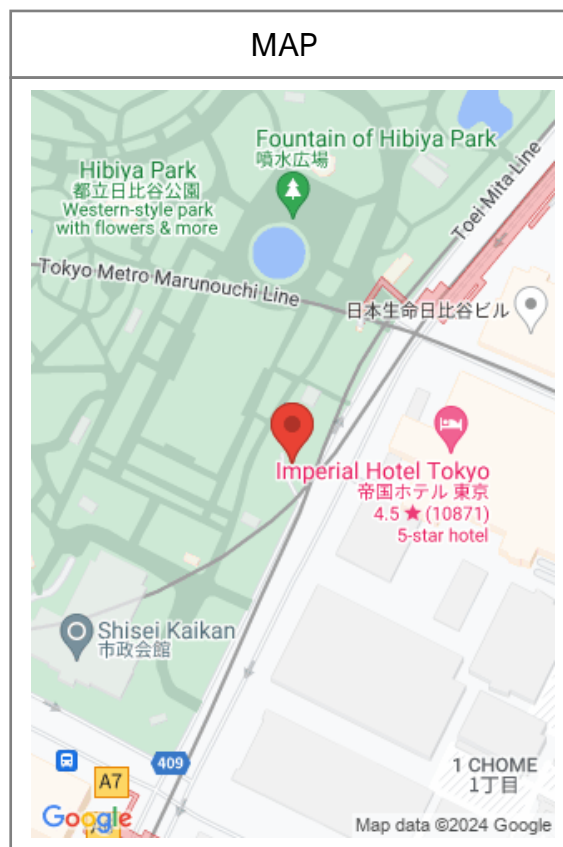 MAP
Fountain of Hibiya Park
噴水広場
Hibiya Park
都立日比谷公園
Western-style park
with flowers & more
Toei Mita Line
Tokyo Metro Marunouchi Line
日本生命日比谷ビル
Imperial Hotel Tokyo
帝国ホテル 東京
4.5 ★ (10871)
5-star hotel
Shisei Kaikan
市政会館
409
A7
1 CHOME
1丁目
Google
Map data ©2024 Google